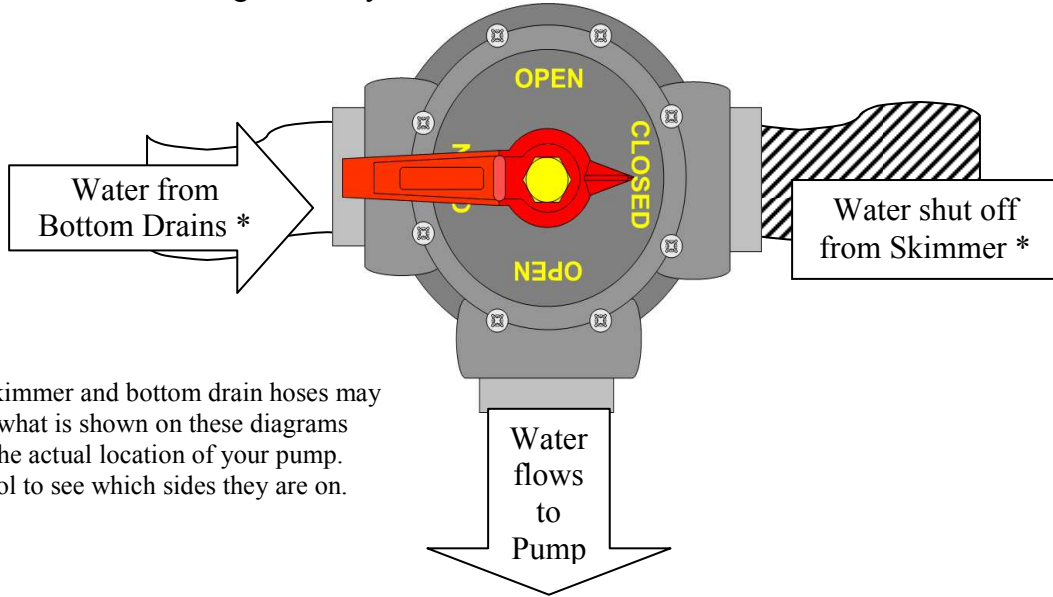 OPEN
CLOSED
OPEN
Water from
Bottom Drains *
Water shut off
from Skimmer *
kimmer and bottom drain hoses may
what is shown on these diagrams
he actual location of your pump.
ol to see which sides they are on.
Water
flows
to
Pump